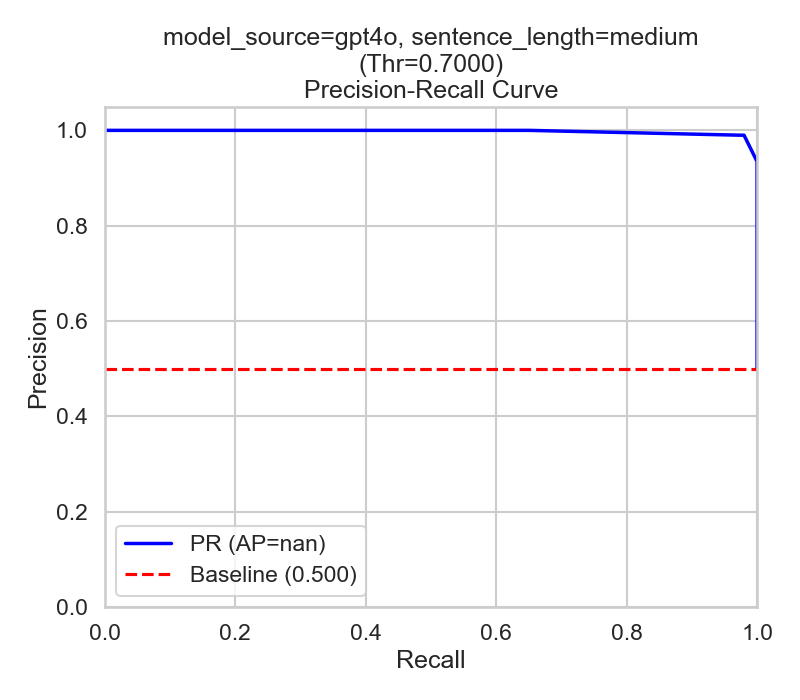 model_source=gpt4o, sentence_length=medium
(Thr=0.7000)
Precision-Recall Curve
1.0
0.8
0.6
0.4
0.2
0.0
Precision
PR (AP=nan)
Baseline (0.500)
0.0 0.2 0.4 0.6 0.8 1.0
Recall